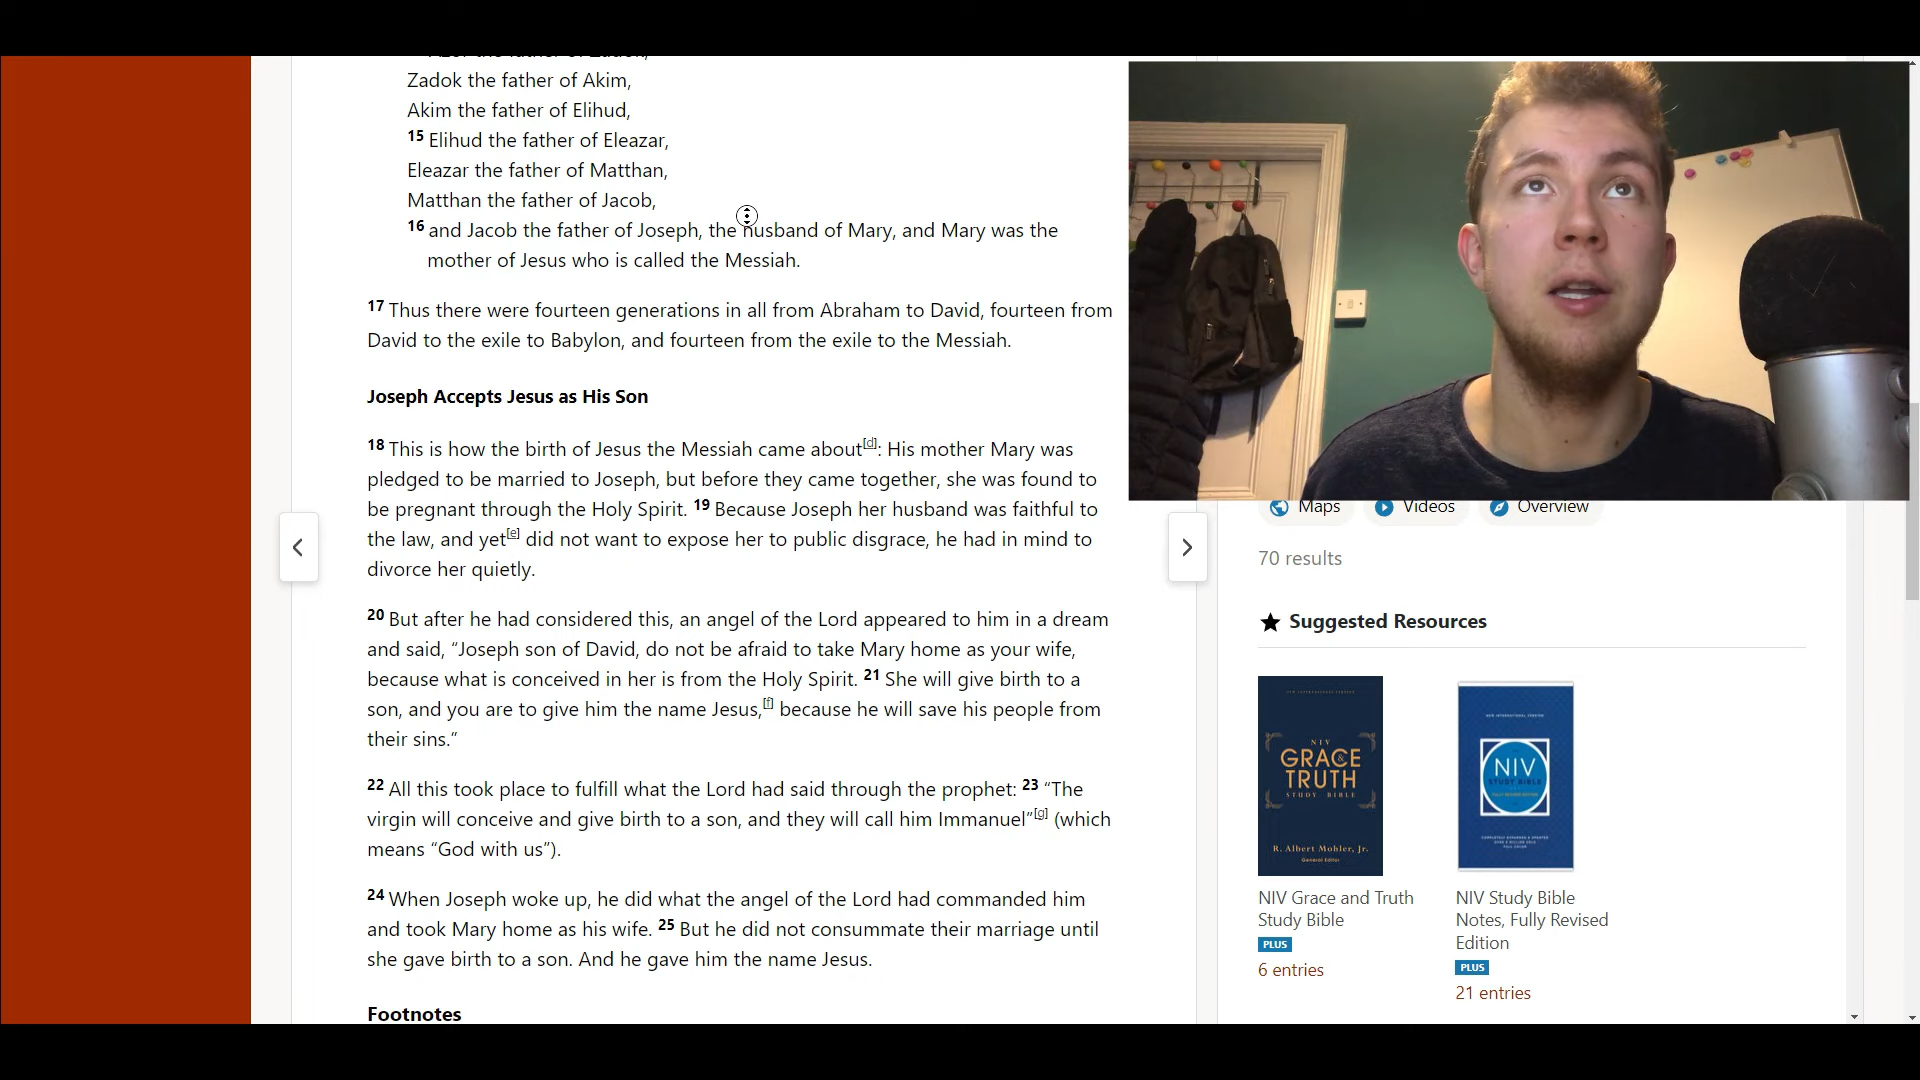 Zadok the father of Akim,
Akim the father of Elihud,
15 Elihud the father of Eleazar,
Eleazar the father of Matthan,
Matthan the father of Jacob,
16 and Jacob the father of Joseph, the husband of Mary, and Mary was the
mother of Jesus who is called the Messiah.
17 Thus there were fourteen generations in all from Abraham to David, fourteen from
David to the exile to Babylon, and fourteen from the exile to the Messiah.
Joseph Accepts Jesus as His Son
18 This is how the birth of Jesus the Messiah came about[d]: His mother Mary was
pledged to be married to Joseph, but before they came together, she was found to
be pregnant through the Holy Spirit. 19 Because Joseph her husband was faithful to
the law, and yet[e] did not want to expose her to public disgrace, he had in mind to
divorce her quietly.
20 But after he had considered this, an angel of the Lord appeared to him in a dream
and said, “Joseph son of David, do not be afraid to take Mary home as your wife,
because what is conceived in her is from the Holy Spirit. 21 She will give birth to a
son, and you are to give him the name Jesus,[f] because he will save his people from
their sins.”
22 All this took place to fulfill what the Lord had said through the prophet: 23 “The
virgin will conceive and give birth to a son, and they will call him Immanuel”[g] (which
means “God with us”).
24 When Joseph woke up, he did what the angel of the Lord had commanded him
and took Mary home as his wife. 25 But he did not consummate their marriage until
she gave birth to a son. And he gave him the name Jesus.
Footnotes
Maps Videos Overview
70 results
Suggested Resources
NIV
GRACE &
TRUTH
STUDY BIBLE
R. Albert Mohler, Jr.
General Editor
NIV Grace and Truth
Study Bible
PLUS
6 entries
NEW INTERNATIONAL VERSION
NIV
STUDY BIBLE
NIV Study Bible
Notes, Fully Revised
Edition
PLUS
21 entries